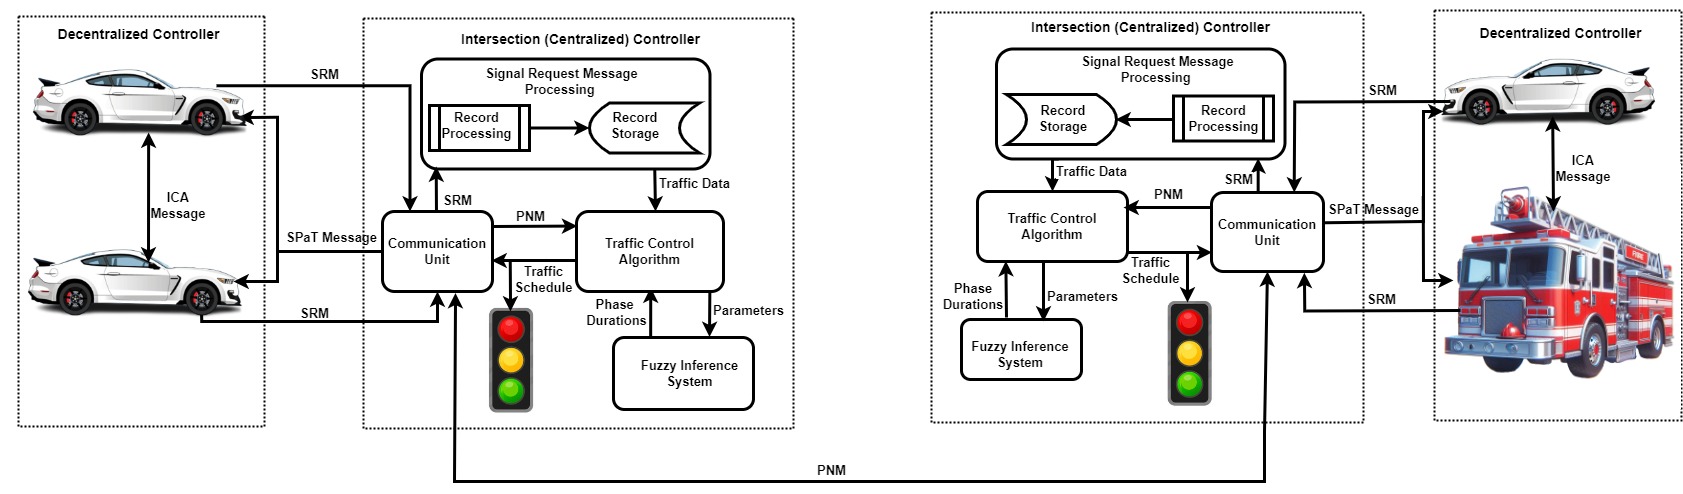 Decentralized Controller
SRM
ICA
Message
SPaT Message
SRM
Intersection (Centralized) Controller
Signal Request Message
Processing
Record
Processing
Record
Storage
Traffic Data
SRM
PNM
Communication
Unit
Traffic Control
Algorithm
Traffic
Schedule
Phase
Durations
Parameters
Fuzzy Inference
System
PNM
Intersection (Centralized) Controller
Signal Request Message
Processing
Record
Storage
Record
Processing
Traffic Data
SRM
PNM
Traffic Control
Algorithm
Communication
Unit
Traffic
Schedule
Phase
Durations
Parameters
Fuzzy Inference
System
Decentralized Controller
SRM
ICA
Message
SPaT Message
SRM